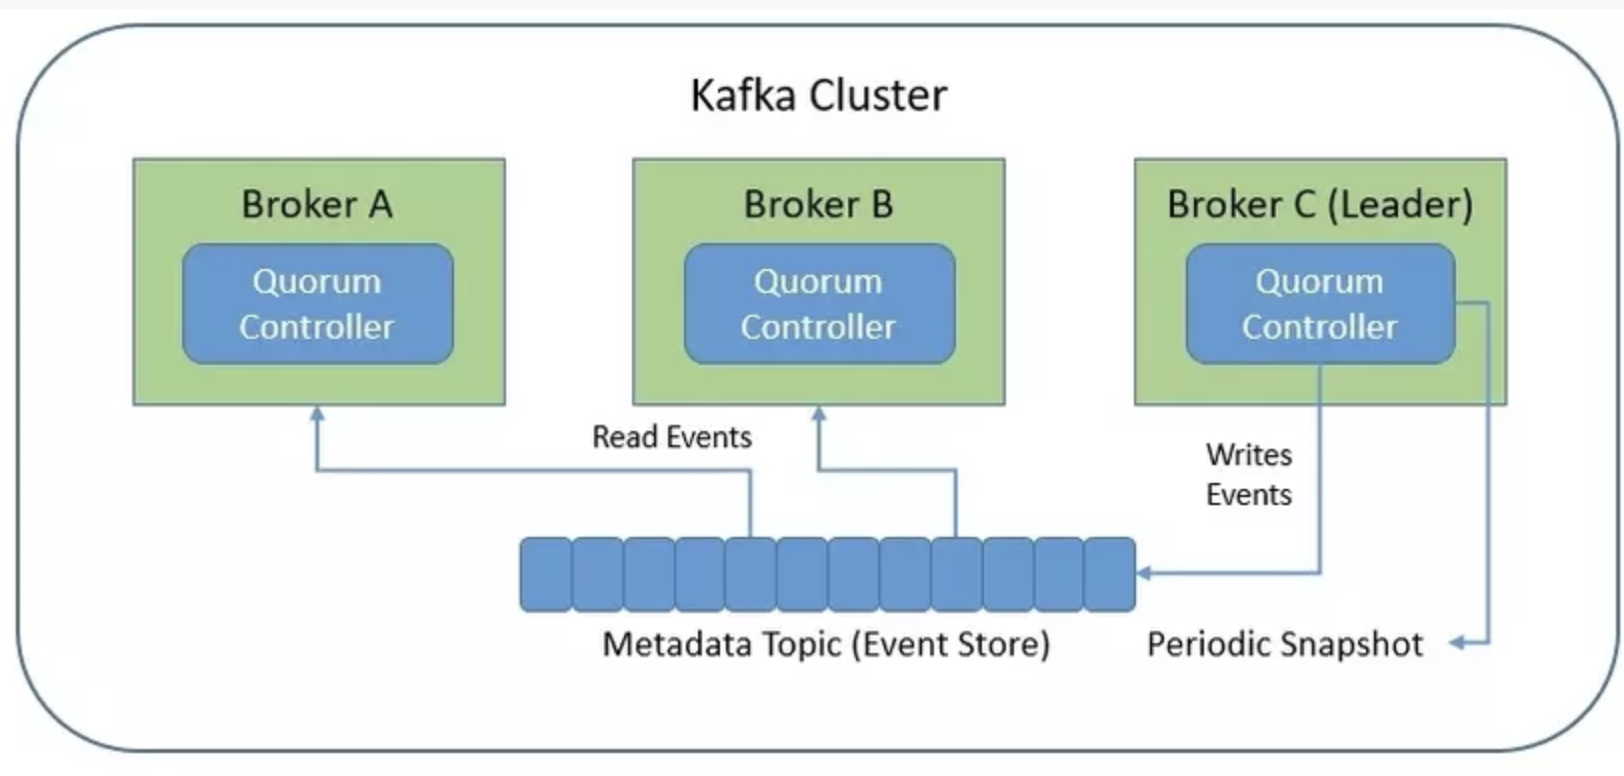 Kafka Cluster
Broker A
Quorum
Controller
Broker B
Quorum
Controller
Broker C (Leader)
Quorum
Controller
Read Events
Writes
Events
Metadata Topic (Event Store)
Periodic Snapshot